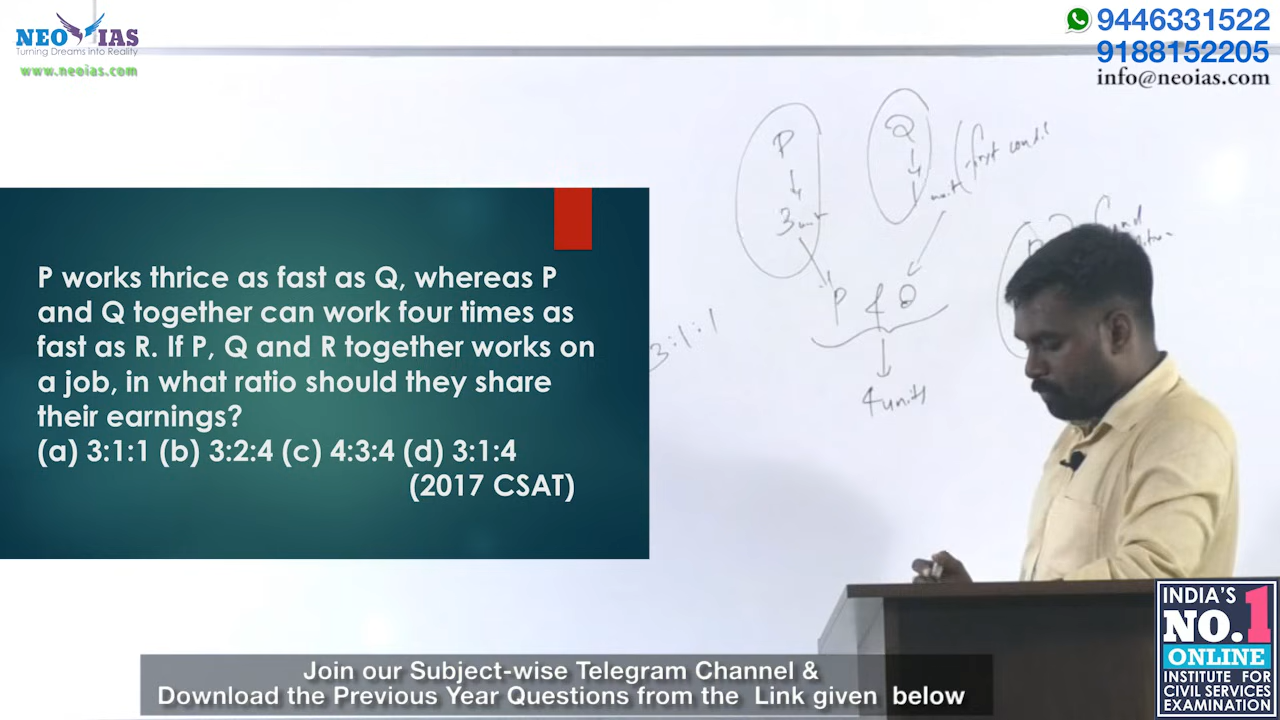 NEO IAS
Turning Dreams into Reality
www.neoias.com
9446331522
9188152205
info@neoias.com
P works thrice as fast as Q, whereas P
and Q together can work four times as
fast as R. If P, Q and R together works on
a job, in what ratio should they share
their earnings?
(a) 3:1:1 (b) 3:2:4 (c) 4:3:4 (d) 3:1:4
(2017 CSAT)
P
Q
3 unit
(first condi
P & Q
4 units
3:1:1
INDIA'S
NO.1
ONLINE
INSTITUTE FOR
CIVIL SERVICES
EXAMINATION
Join our Subject-wise Telegram Channel &
Download the Previous Year Questions from the Link given below